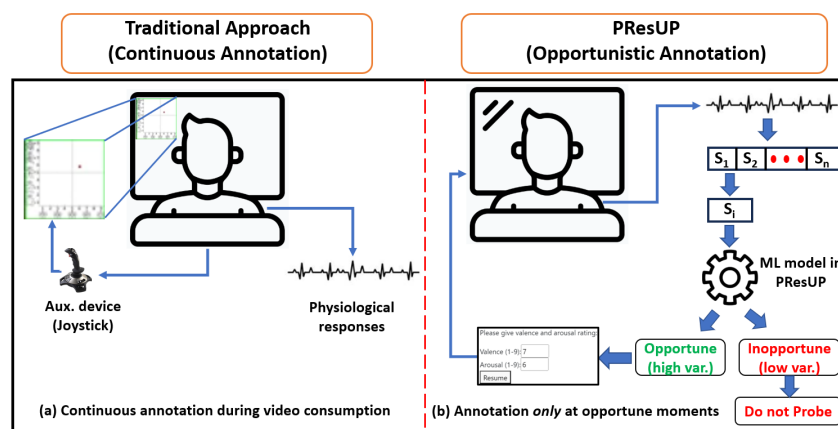 Traditional Approach
(Continuous Annotation)
PResUP
(Opportunistic Annotation)
Aux. device
(Joystick)
Physiological
responses
(a) Continuous annotation during video consumption
S1 S2 Sn
Si
ML model in
PResUP
Please give valence and arousal rating:
Valence (1-9): 7
Arousal (1-9): 6
Resume
Opportune
(high var.)
Inopportune
(low var.)
Do not Probe
(b) Annotation only at opportune moments